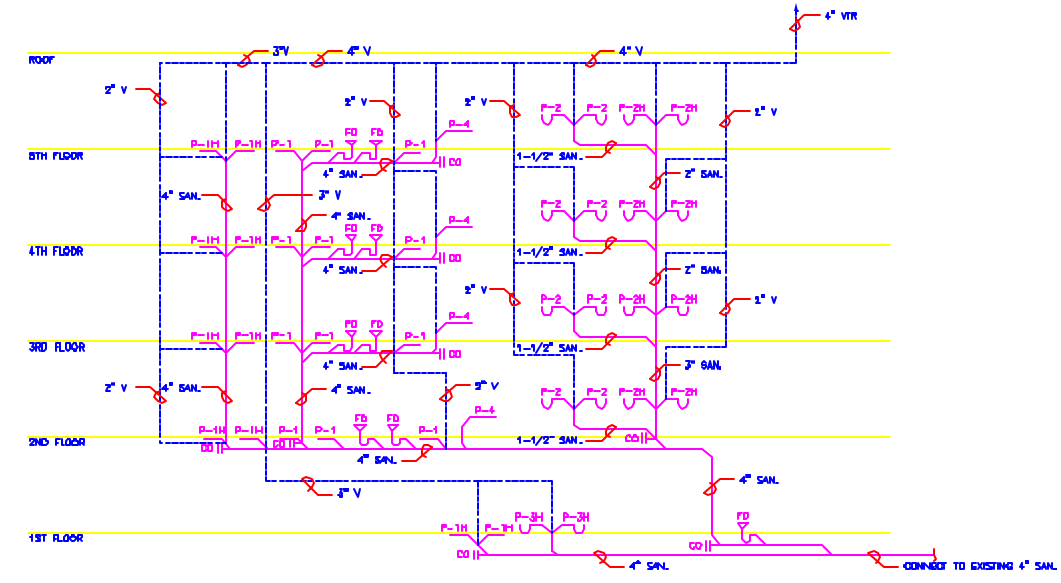 4" VTR
3"V
4" V
4" V
ROOF
2" V
2" V
2" V
P-2
P-2
P-2H
P-2H
2" V
P-4
P-1H
P-1H
P-1
P-1
FD
FD
P-1
5TH FLOOR
CO
1-1/2" SAN.
4" SAN.
2" SAN.
4" SAN.
3" V
P-2
P-2
P-2H
P-2H
4" SAN.
P-4
P-1H
P-1H
P-1
P-1
FD
FD
P-1
4TH FLOOR
CO
1-1/2" SAN.
4" SAN.
2" SAN.
2" V
P-2
P-2
P-2H
P-2H
2" V
P-4
P-1H
P-1H
P-1
P-1
FD
FD
P-1
3RD FLOOR
CO
1-1/2" SAN.
4" SAN.
3" SAN.
2" V
4" SAN.
4" SAN.
3" V
P-2
P-2
P-2H
P-2H
P-4
FD
FD
P-1H
P-1H
P-1
P-1
P-1
2ND FLOOR
CO
CO
1-1/2" SAN.
CO
4" SAN.
3" V
4" SAN.
P-1H
P-1H
P-3H
P-3H
FD
1ST FLOOR
CO
CO
4" SAN.
CONNECT TO EXISTING 4" SAN.